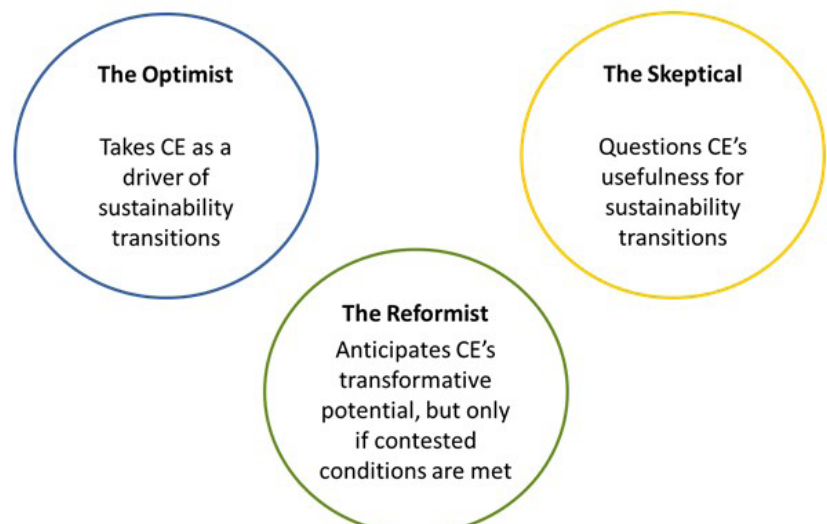 The Optimist
Takes CE as a
driver of
sustainability
transitions
The Skeptical
Questions CE's
usefulness for
sustainability
transitions
The Reformist
Anticipates CE's
transformative
potential, but only
if contested
conditions are met